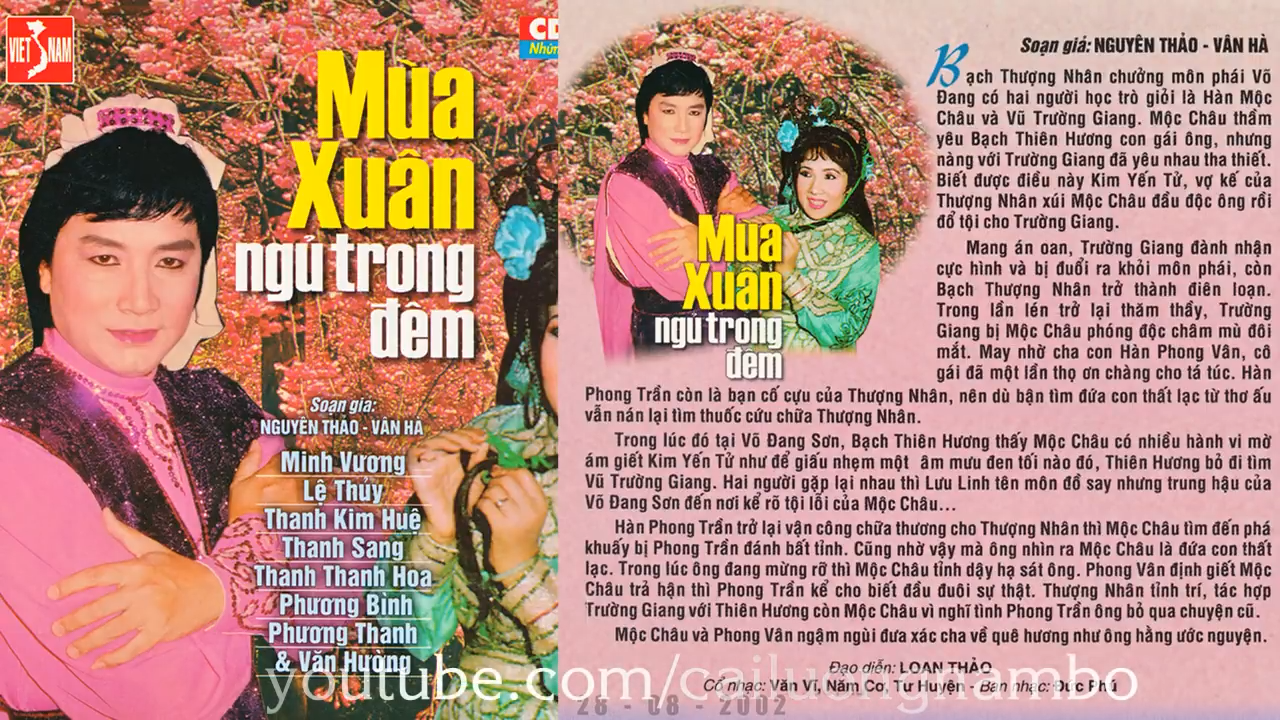 VIET NAM
CD
Nhữn
Mùa
Xuân
ngủ trong
đêm
Soạn giả:
NGUYÊN THẢO - VÂN HÀ
Minh Vương
Lệ Thủy
Thanh Kim Huệ
Thanh Sang
Thanh Thanh Hoa
Phương Bình
Phương Thanh
& Văn Hường
Mùa
Xuân
ngủ trong
đêm
Soạn giả: NGUYÊN THẢO - VÂN HÀ
Bạch Thượng Nhân chưởng môn phái Võ
Đang có hai người học trò giỏi là Hàn Mộc
Châu và Vũ Trường Giang. Mộc Châu thầm
yêu Bạch Thiên Hương con gái ông, nhưng
nàng với Trường Giang đã yêu nhau tha thiết.
Biết được điều này Kim Yến Tử, vợ kế của
Thượng Nhân xúi Mộc Châu đầu độc ông rồi
đổ tội cho Trường Giang.
Mang án oan, Trường Giang đành nhận
cực hình và bị đuổi ra khỏi môn phái, còn
Bạch Thượng Nhân trở thành điên loạn.
Trong lần lén trở lại thăm thầy, Trường
Giang bị Mộc Châu phóng độc châm mù đôi
mắt. May nhờ cha con Hàn Phong Vân, cô
gái đã một lần thọ ơn chàng cho tá túc. Hàn
Phong Trần còn là bạn cố cựu của Thượng Nhân, nên dù bận tìm đứa con thất lạc từ thơ ấu
vẫn nán lại tìm thuốc cứu chữa Thượng Nhân.
Trong lúc đó tại Võ Đang Sơn, Bạch Thiên Hương thấy Mộc Châu có nhiều hành vi mờ
ám giết Kim Yến Tử như để giấu nhẹm một âm mưu đen tối nào đó, Thiên Hương bỏ đi tìm
Vũ Trường Giang. Hai người gặp lại nhau thì Lưu Linh tên môn đồ say nhưng trung hậu của
Võ Đang Sơn đến nơi kể rõ tội lỗi của Mộc Châu...
Hàn Phong Trần trở lại vận công chữa thương cho Thượng Nhân thì Mộc Châu tìm đến phá
khuấy bị Phong Trần đánh bất tỉnh. Cũng nhờ vậy mà ông nhìn ra Mộc Châu là đứa con thất
lạc. Trong lúc ông đang mừng rỡ thì Mộc Châu tỉnh dậy hạ sát ông. Phong Vân định giết Mộc
Châu trả hận thì Phong Trần kể cho biết đầu đuôi sự thật. Thượng Nhân tỉnh trí, tác hợp
Trường Giang với Thiên Hương còn Mộc Châu vì nghĩ tình Phong Trần ông bỏ qua chuyện cũ.
Mộc Châu và Phong Vân ngậm ngùi đưa xác cha về quê hương như ông hằng ước nguyện.
Đạo diễn: LOAN THẢO
Cổ nhạc: Văn Vĩ, Năm Cơ, Tư Huyện - Ban nhạc: Đức Phú
youtube.com/cailuongnambo
28 - 08 - 2002